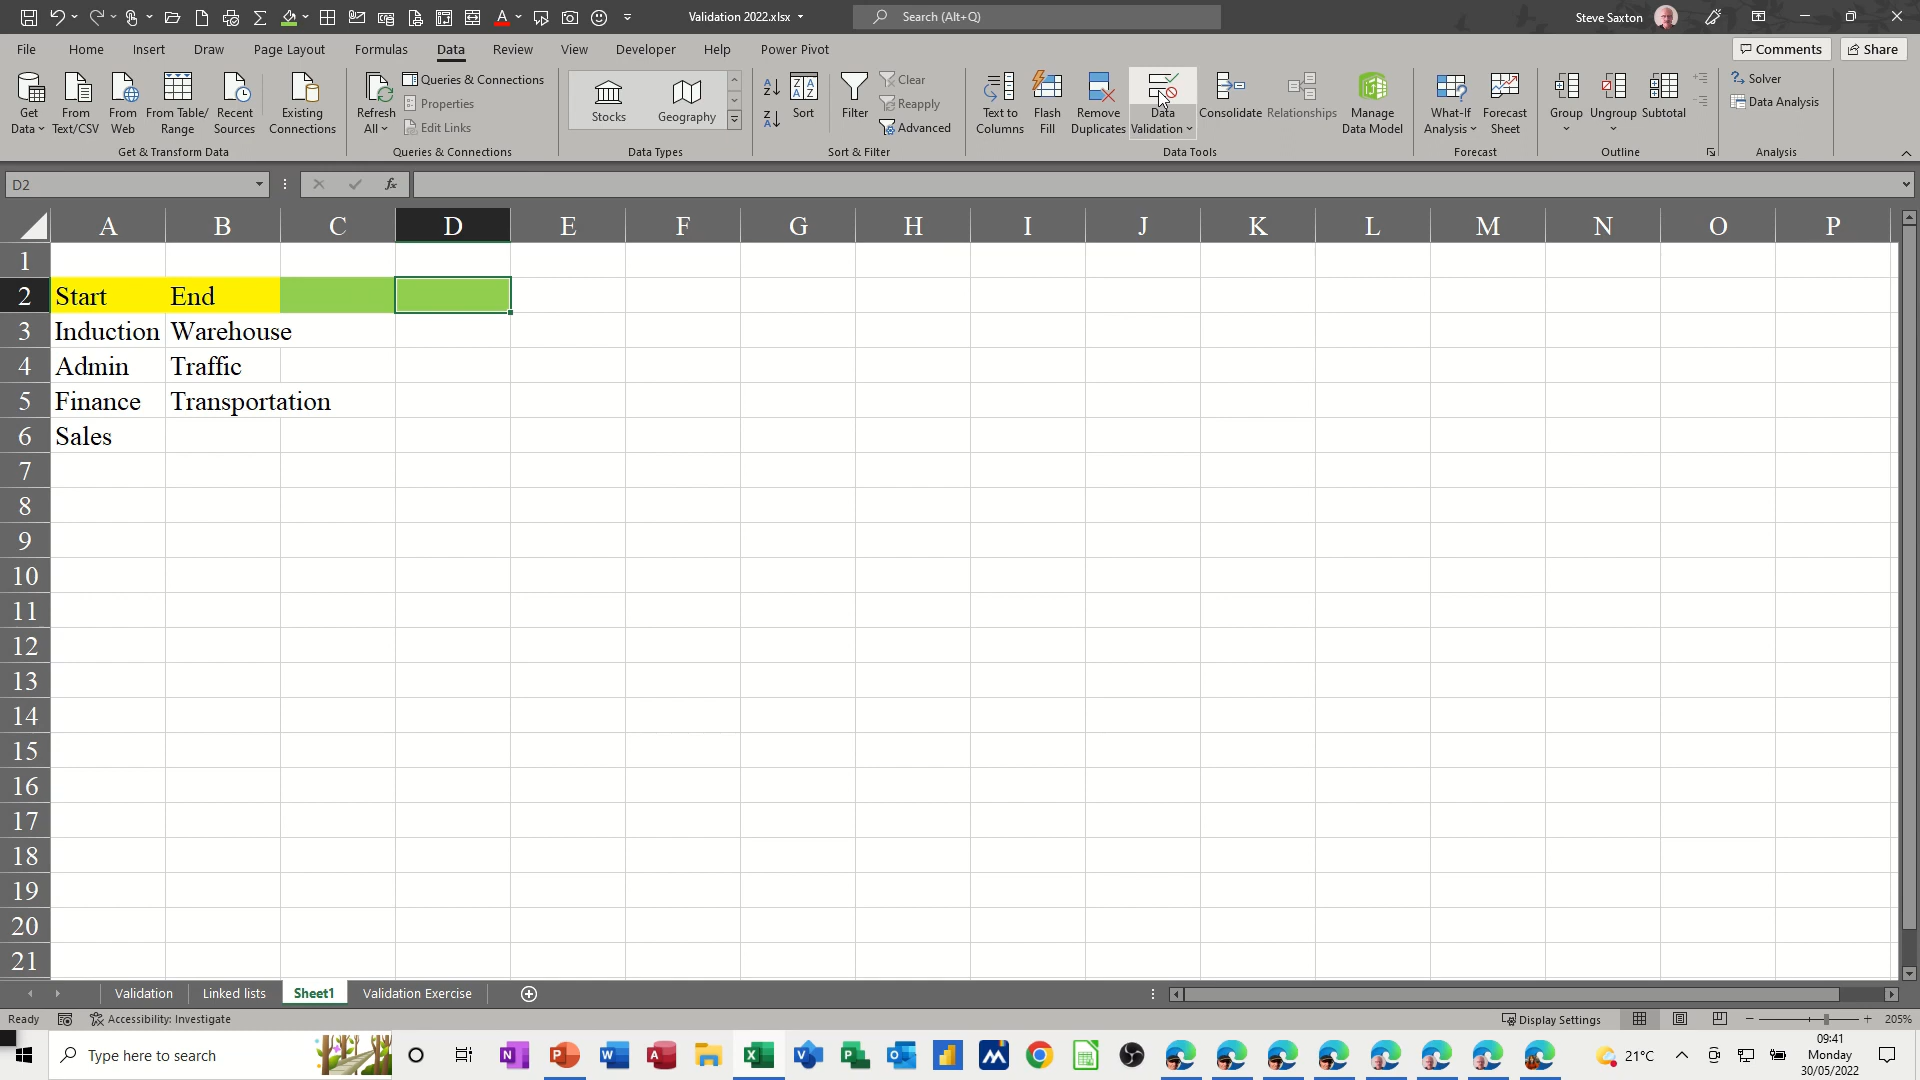 Validation 2022.xlsx
Search (Alt+Q)
Steve Saxton
File Home Insert Draw Page Layout Formulas Data Review View Developer Help Power Pivot
Comments Share
Get Data
From Text/CSV
From Web
From Table/ Range
Recent Sources
Existing Connections
Get & Transform Data
Refresh All
Queries & Connections
Properties
Edit Links
Queries & Connections
Stocks
Geography
Data Types
Sort
Filter
Clear
Reapply
Advanced
Sort & Filter
Text to Columns
Flash Fill
Remove Duplicates
Data Validation
Consolidate
Relationships
Manage Data Model
Data Tools
What-If Analysis
Forecast Sheet
Forecast
Group
Ungroup
Subtotal
Outline
Solver
Data Analysis
Analysis
D2
fx
A B C D E F G H I J K L M N O P
1
2 Start End
3 Induction Warehouse
4 Admin Traffic
5 Finance Transportation
6 Sales
7
8
9
10
11
12
13
14
15
16
17
18
19
20
21
Validation Linked lists Sheet1 Validation Exercise
Ready Accessibility: Investigate
Display Settings
205%
Type here to search
21°C
09:41
Monday
30/05/2022